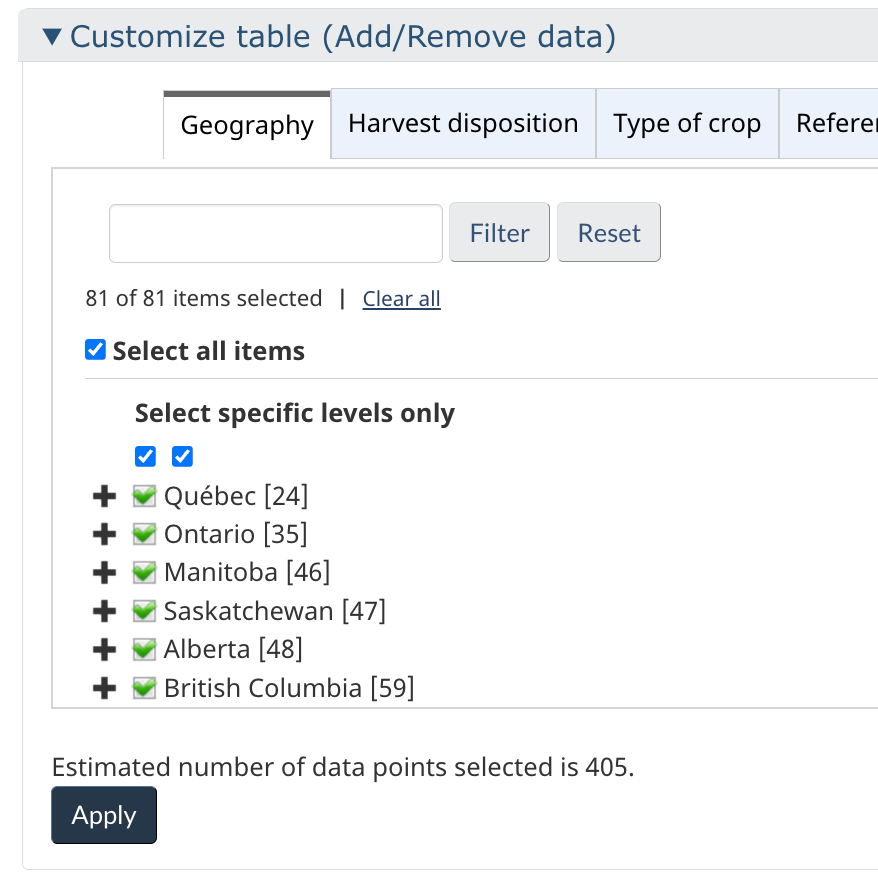 Customize table (Add/Remove data)
Geography Harvest disposition Type of crop
Filter Reset
81 of 81 items selected | Clear all
Select all items
Select specific levels only
Québec [24]
Ontario [35]
Manitoba [46]
Saskatchewan [47]
Alberta [48]
British Columbia [59]
Estimated number of data points selected is 405.
Apply